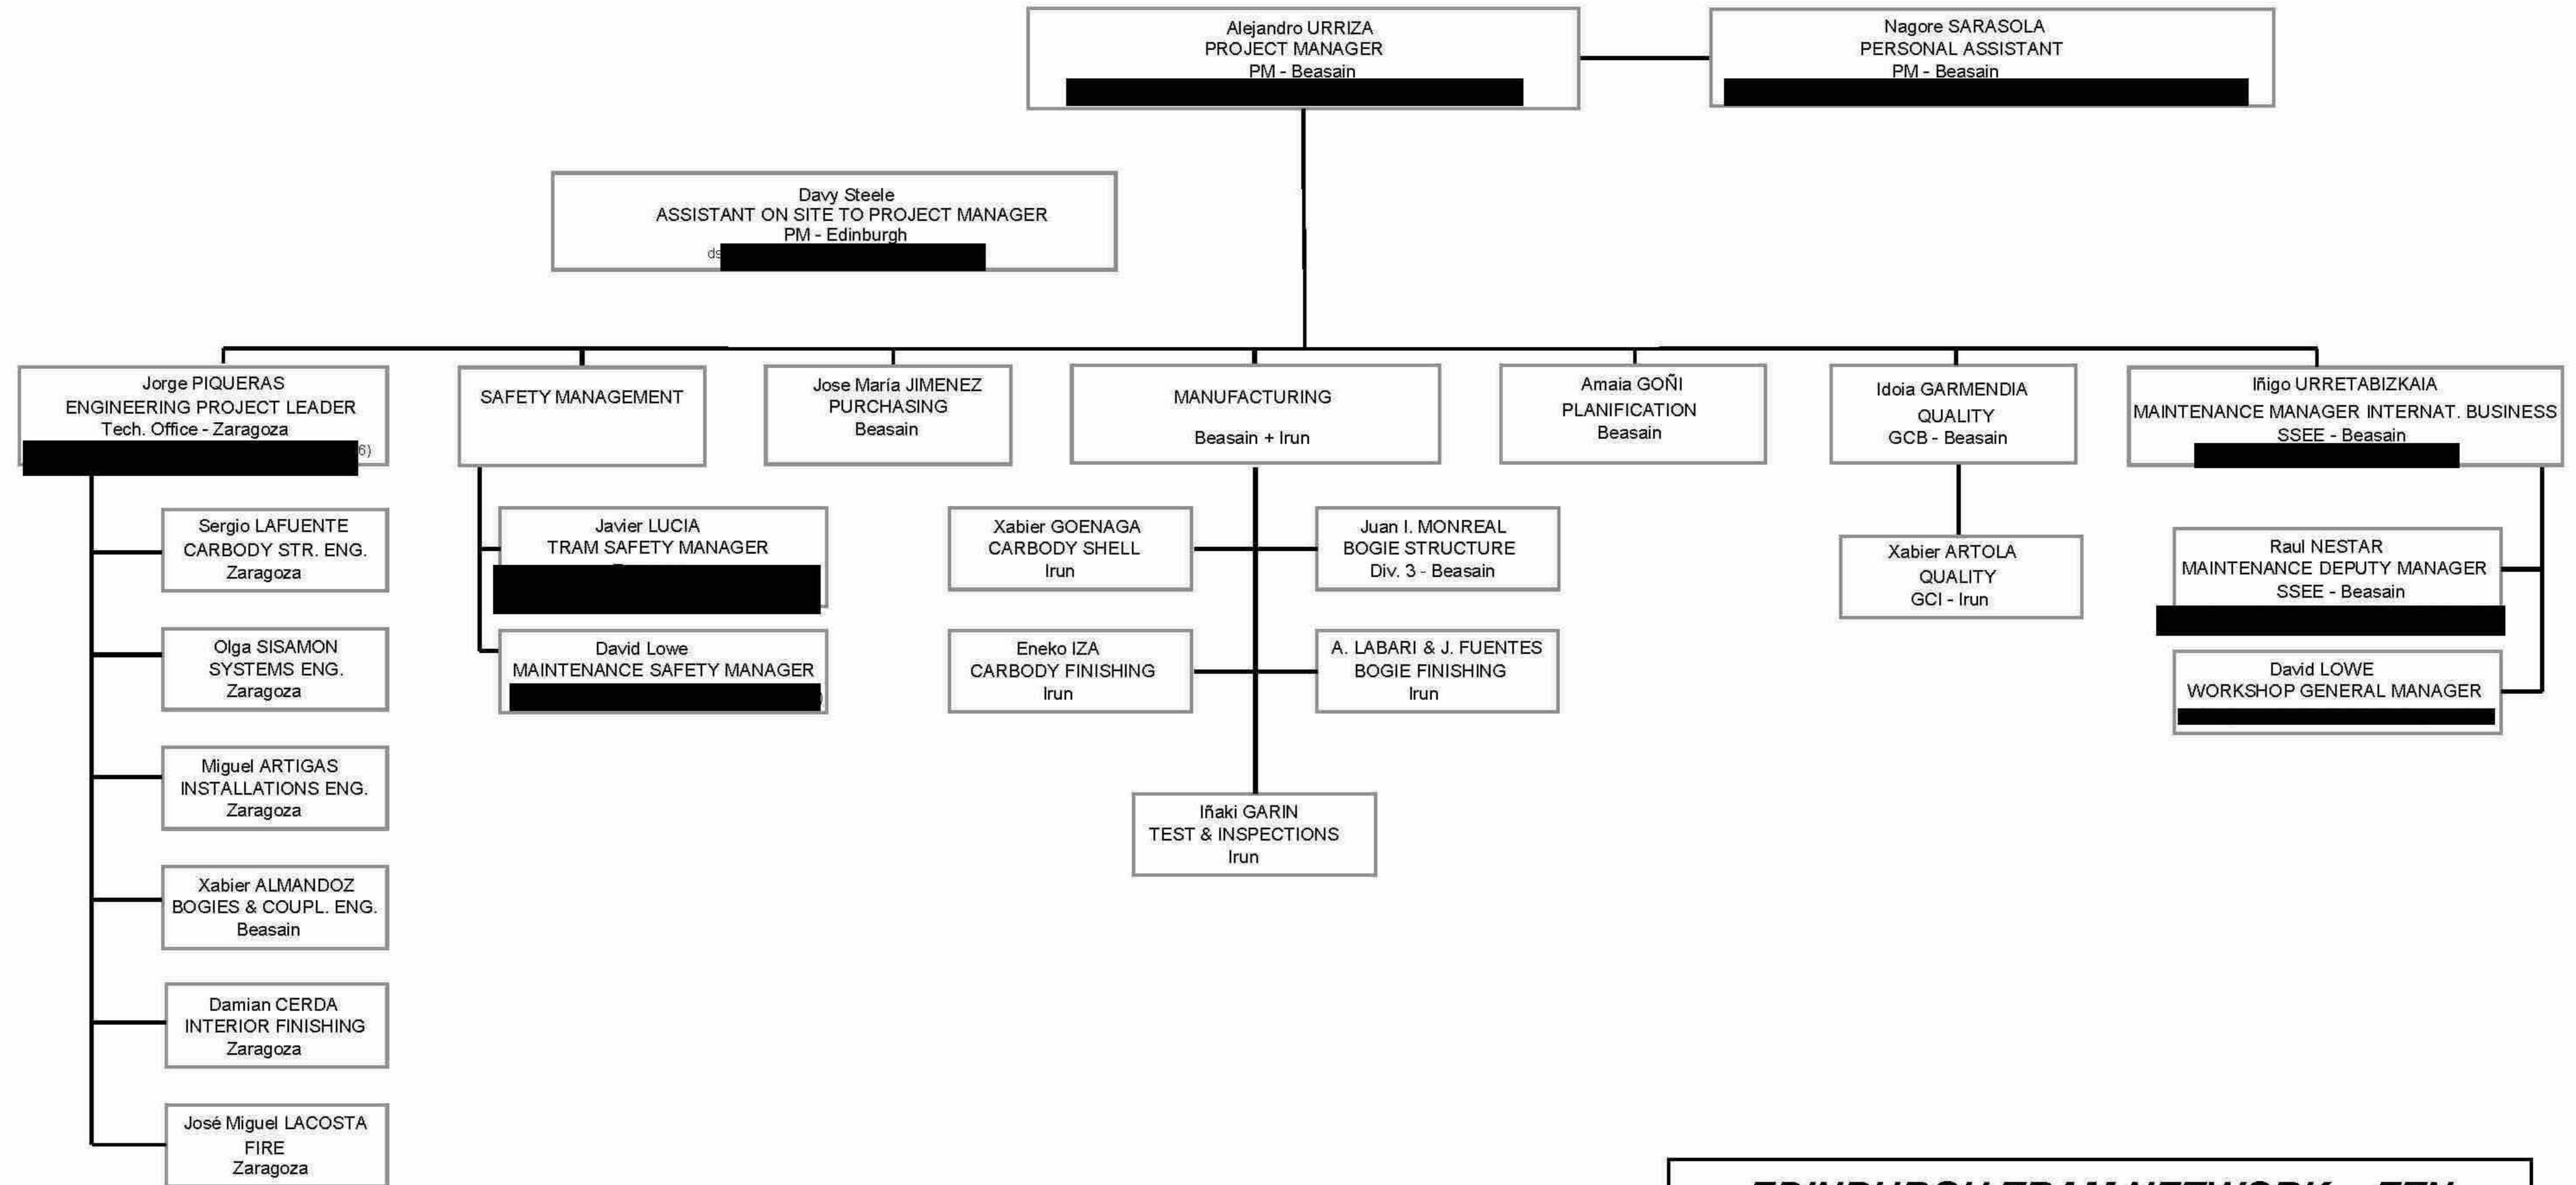 Alejandro URRIZA
PROJECT MANAGER
PM - Beasain
Nagore SARASOLA
PERSONAL ASSISTANT
PM - Beasain
Davy Steele
ASSISTANT ON SITE TO PROJECT MANAGER
PM - Edinburgh
ds
Jorge PIQUERAS
ENGINEERING PROJECT LEADER
Tech. Office - Zaragoza
6)
SAFETY MANAGEMENT
Jose María JIMENEZ
PURCHASING
Beasain
MANUFACTURING
Beasain + Irun
Amaia GOÑI
PLANIFICATION
Beasain
Idoia GARMENDIA
QUALITY
GCB - Beasain
Iñigo URRETABIZKAIA
MAINTENANCE MANAGER INTERNAT. BUSINESS
SSEE - Beasain
Sergio LAFUENTE
CARBODY STR. ENG.
Zaragoza
Olga SISAMON
SYSTEMS ENG.
Zaragoza
Miguel ARTIGAS
INSTALLATIONS ENG.
Zaragoza
Xabier ALMANDOZ
BOGIES & COUPL. ENG.
Beasain
Damian CERDA
INTERIOR FINISHING
Zaragoza
José Miguel LACOSTA
FIRE
Zaragoza
Javier LUCIA
TRAM SAFETY MANAGER
David Lowe
MAINTENANCE SAFETY MANAGER
Xabier GOENAGA
CARBODY SHELL
Irun
Juan I. MONREAL
BOGIE STRUCTURE
Div. 3 - Beasain
Eneko IZA
CARBODY FINISHING
Irun
A. LABARI & J. FUENTES
BOGIE FINISHING
Irun
Iñaki GARIN
TEST & INSPECTIONS
Irun
Xabier ARTOLA
QUALITY
GCI - Irun
Raul NESTAR
MAINTENANCE DEPUTY MANAGER
SSEE - Beasain
David LOWE
WORKSHOP GENERAL MANAGER
EDINBURGH TRAM NETWORK - ETN